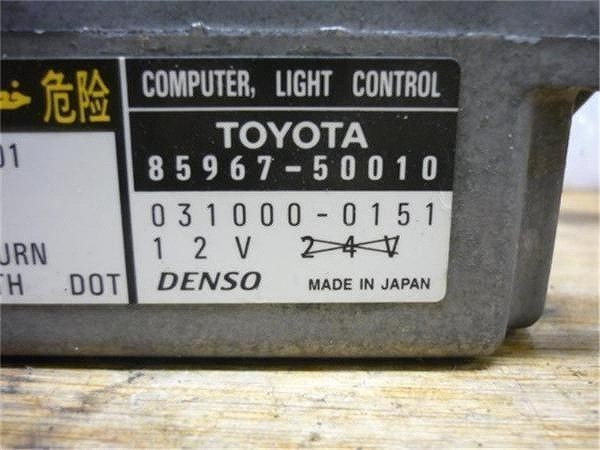 危险
01
URN
TH DOT
COMPUTER, LIGHT CONTROL
TOYOTA
85967-50010
031000-0151
12V 24V
DENSO MADE IN JAPAN